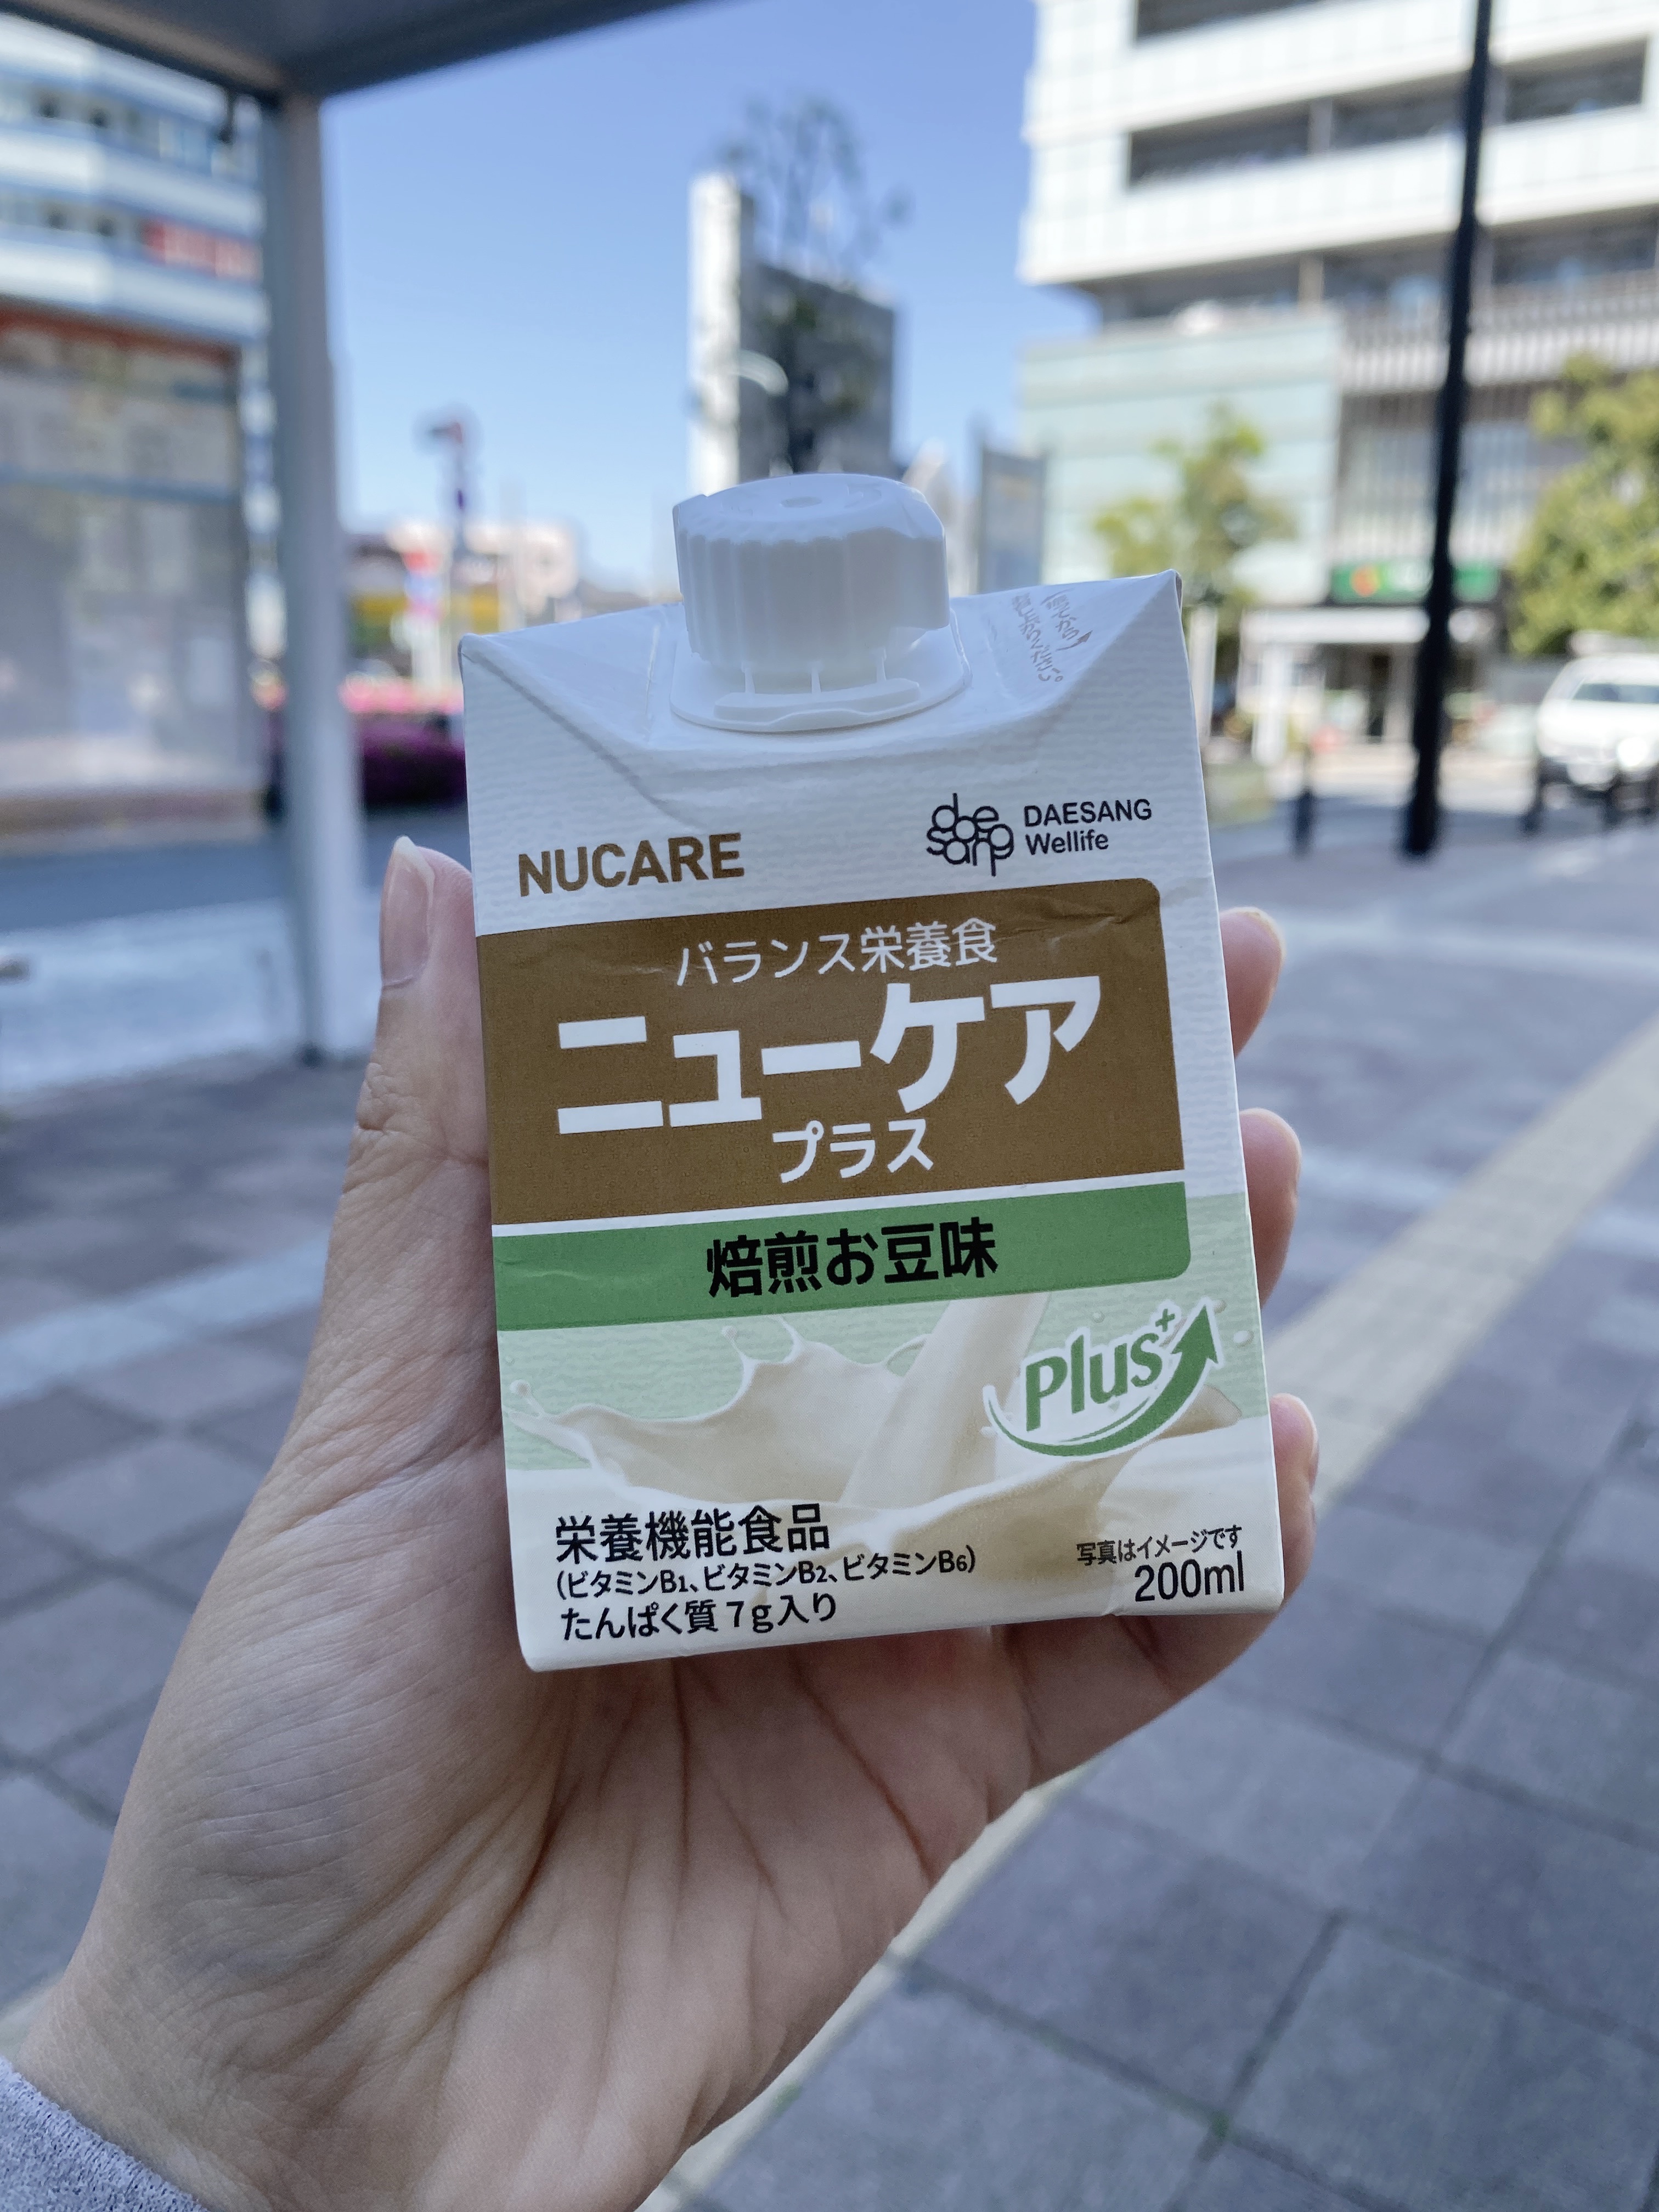 NUCARE
daesang
DAESANG
Wellife
バランス栄養食
ニューケア
プラス
焙煎お豆味
Plus+
栄養機能食品
(ビタミンB1、ビタミンB2、ビタミンB6)
たんぱく質7g入り
写真はイメージです
200ml